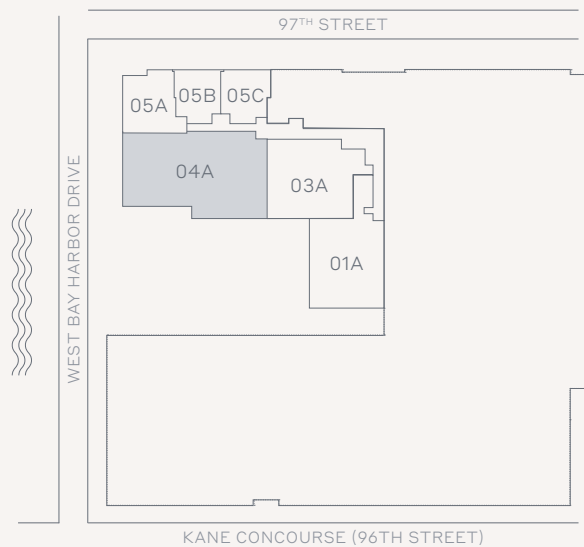 97TH STREET
05A
05B
05C
04A
03A
01A
WEST BAY HARBOR DRIVE
KANE CONCOURSE (96TH STREET)